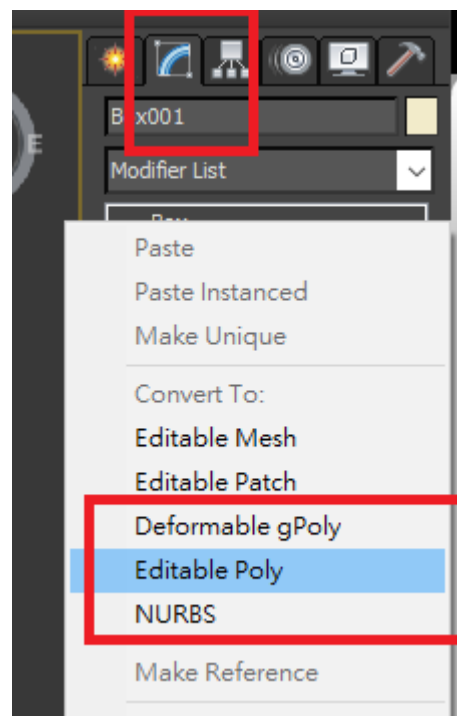 E
Box001
Modifier List
Box
Paste
Paste Instanced
Make Unique
Convert To:
Editable Mesh
Editable Patch
Deformable gPoly
Editable Poly
NURBS
Make Reference